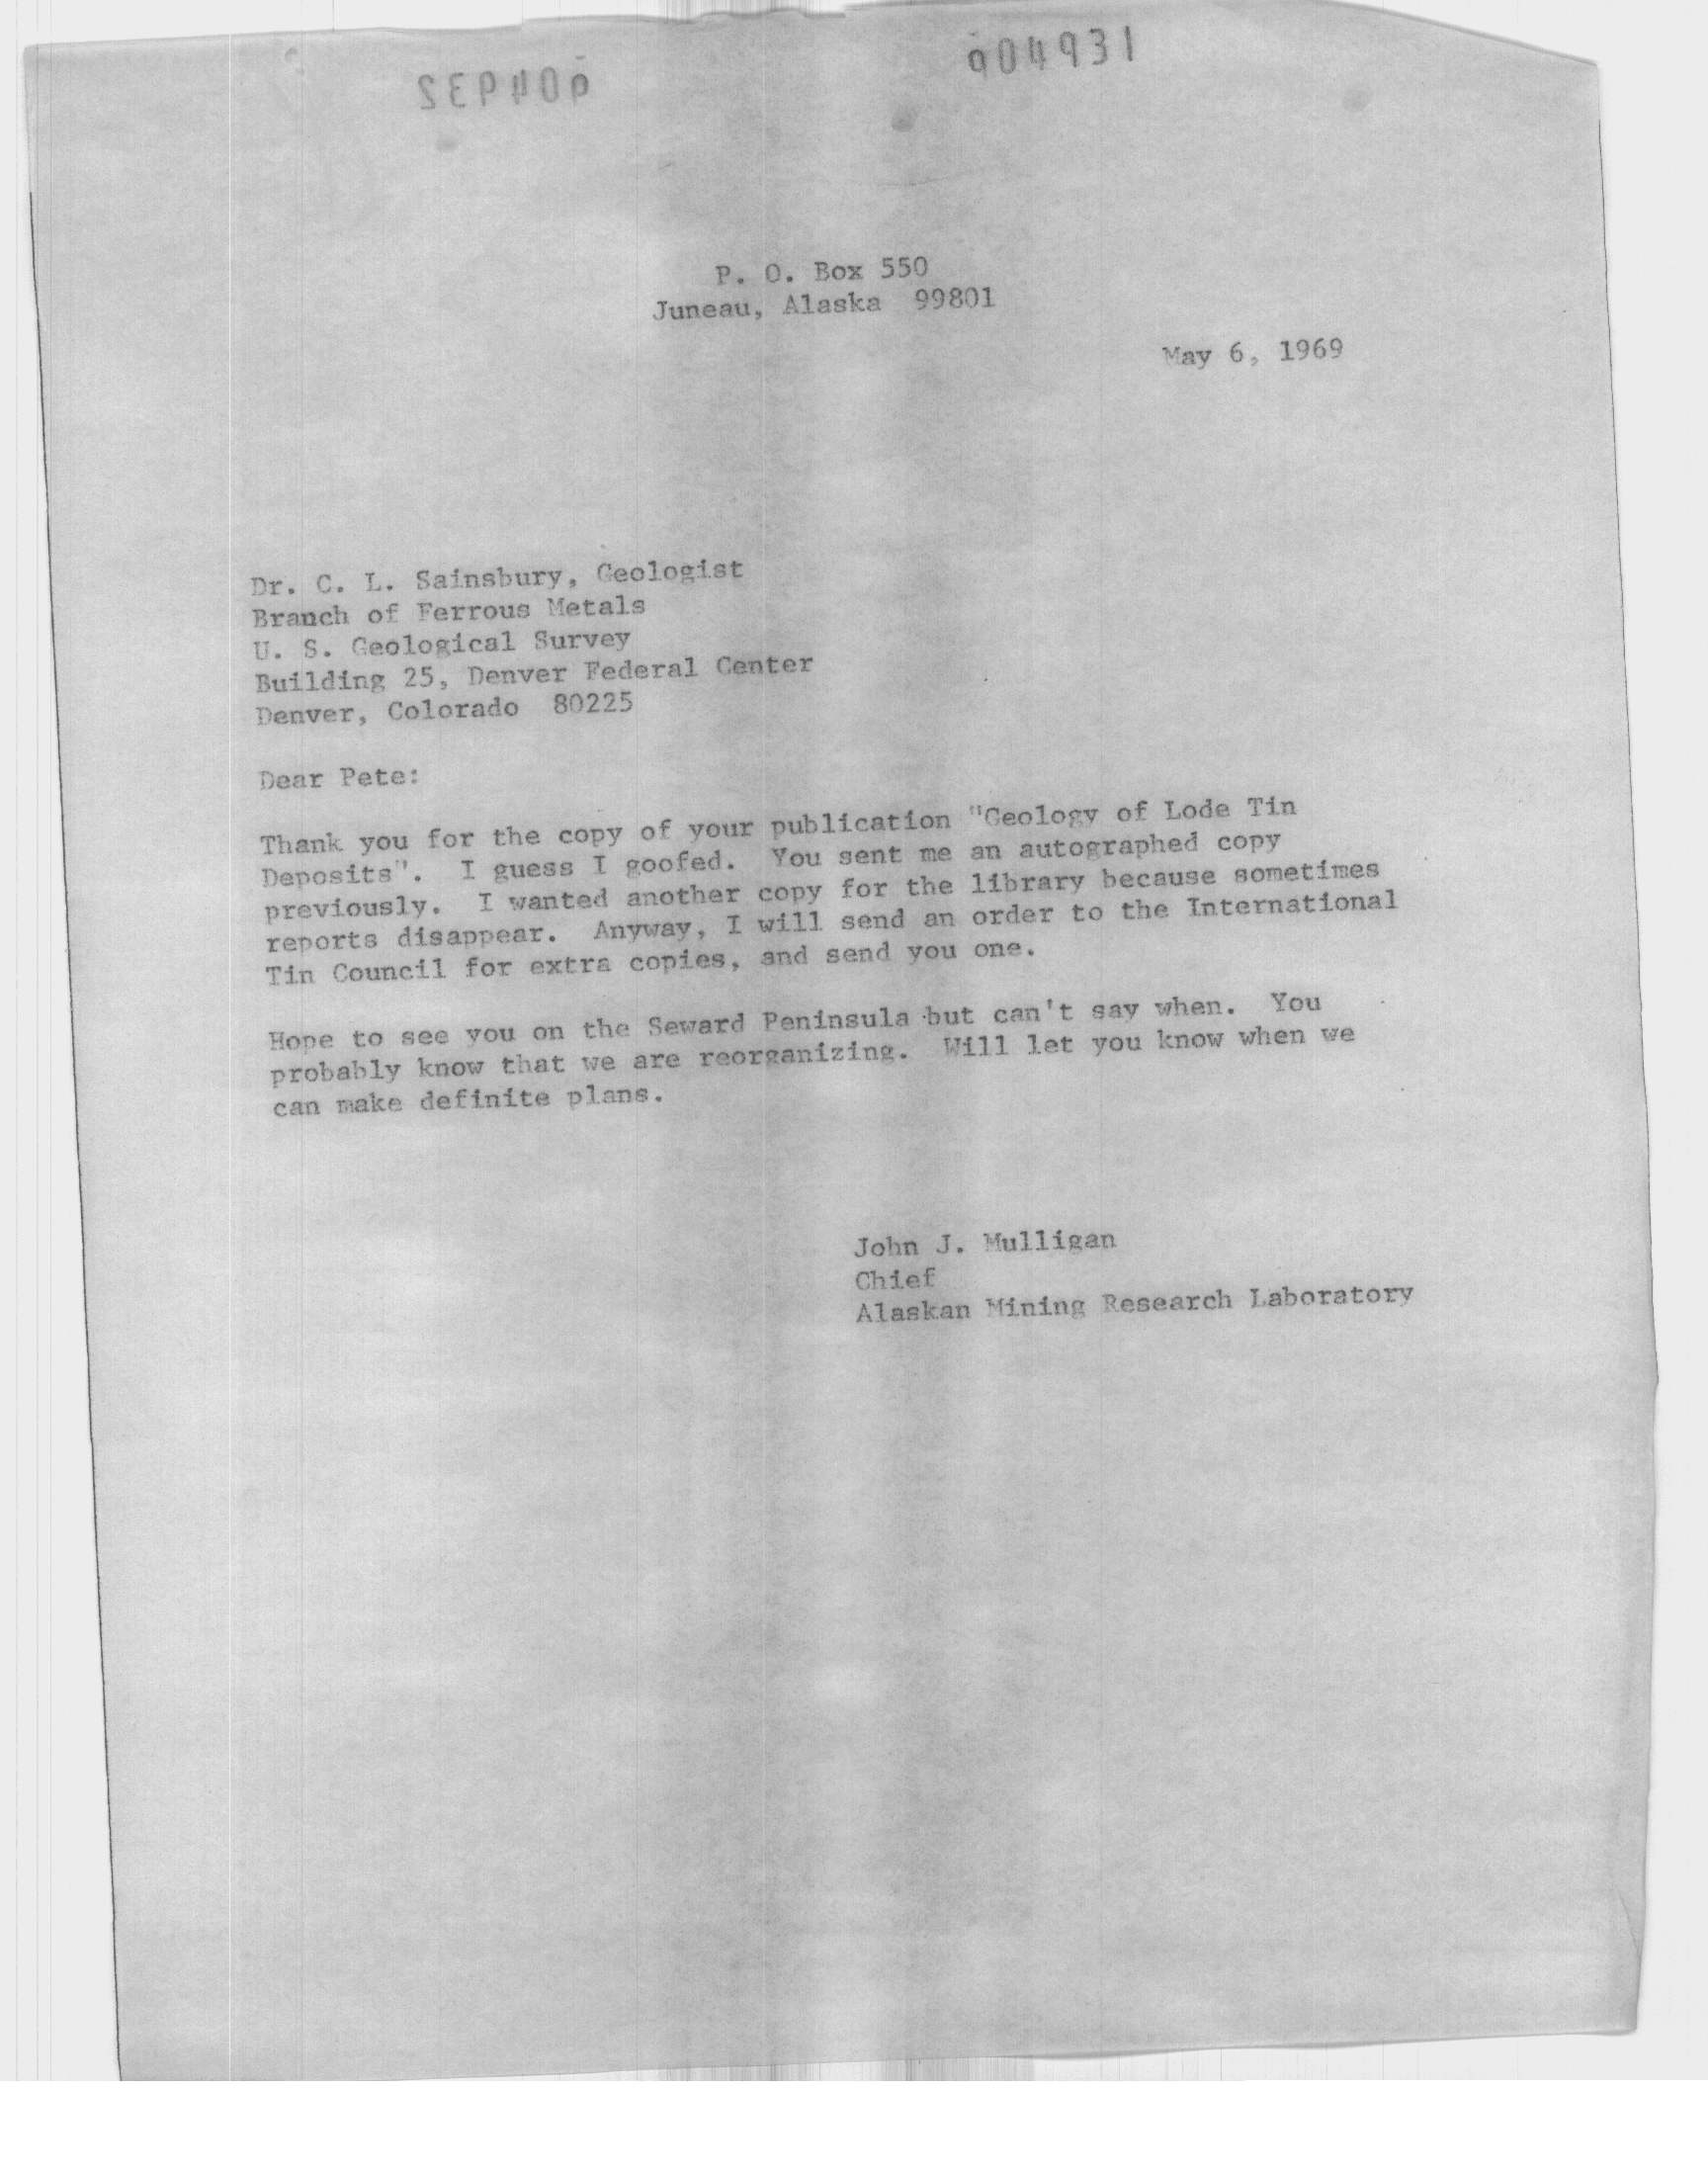 904931
P. O. Box 550
Juneau, Alaska  99801
May 6, 1969
Dr. C. L. Sainsbury, Geologist
Branch of Ferrous Metals
U. S. Geological Survey
Building 25, Denver Federal Center
Denver, Colorado  80225
Dear Pete:
Thank you for the copy of your publication "Geology of Lode Tin
Deposits".  I guess I goofed.  You sent me an autographed copy
previously.  I wanted another copy for the library because sometimes
reports disappear.  Anyway, I will send an order to the International
Tin Council for extra copies, and send you one.
Hope to see you on the Seward Peninsula but can't say when.  You
probably know that we are reorganizing.  Will let you know when we
can make definite plans.
John J. Mulligan
Chief
Alaskan Mining Research Laboratory